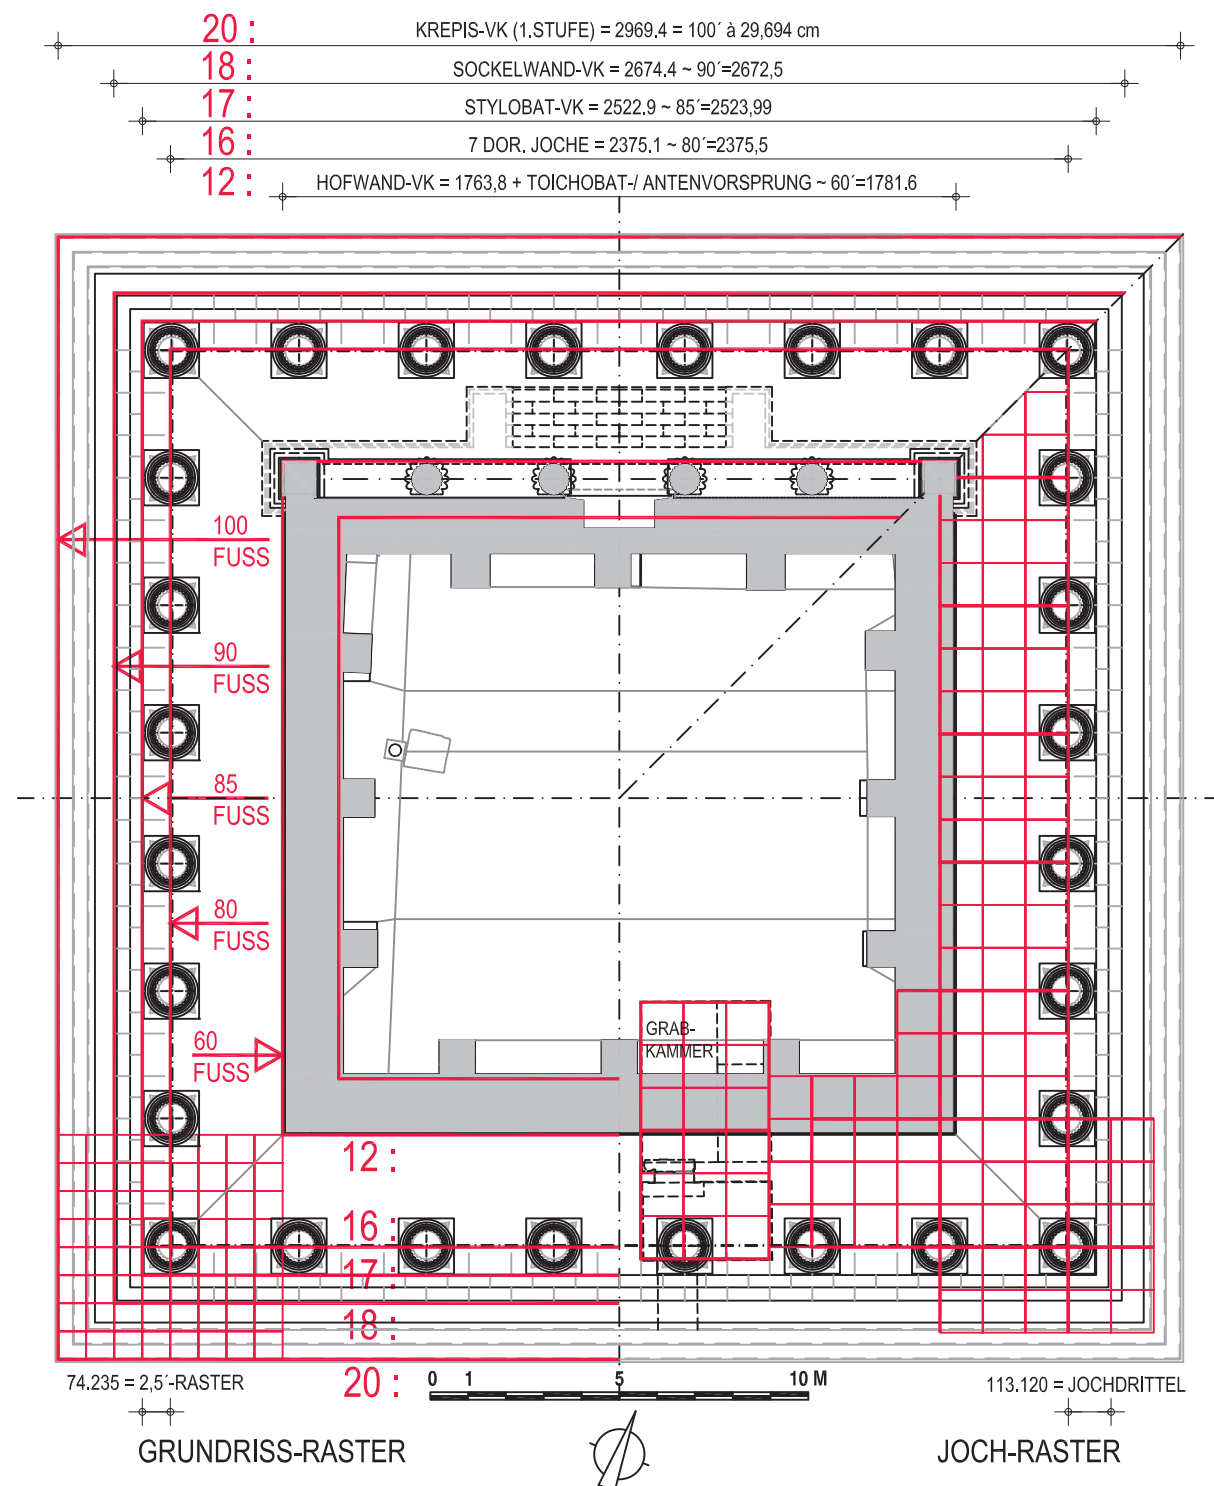 20 :
KREPIS-VK (1.STUFE) = 2969.4 = 100´ à 29,694 cm
18 :
SOCKELWAND-VK = 2674.4 ~ 90´=2672,5
17 :
STYLOBAT-VK = 2522.9 ~ 85´=2523,99
16 :
7 DOR. JOCHE = 2375.1 ~ 80´=2375,5
12 :
HOFWAND-VK = 1763,8 + TOICHOBAT-/ ANTENVORSPRUNG ~ 60´=1781.6
100
FUSS
90
FUSS
85
FUSS
80
FUSS
60
FUSS
GRAB-
KAMMER
12 :
16 :
17 :
18 :
20 :
74.235 = 2,5´-RASTER
0 1 5 10 M
113.120 = JOCHDRITTEL
GRUNDRISS-RASTER
JOCH-RASTER